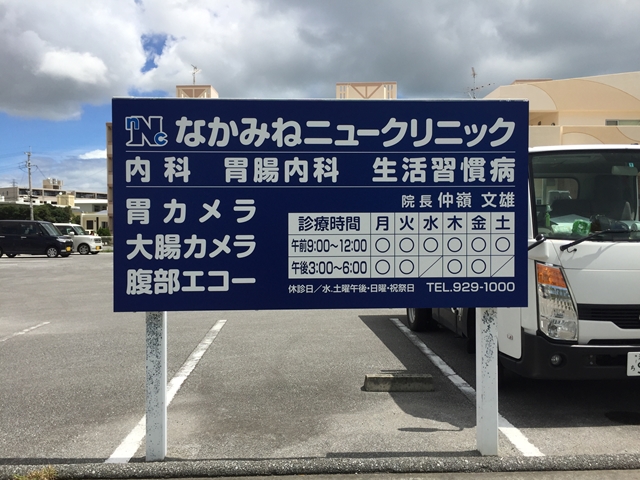 nNc なかみねニュークリニック
内科 胃腸内科 生活習慣病
胃カメラ
大腸カメラ
腹部エコー
院長 仲嶺 文雄
診療時間 月 火 水 木 金 土
午前9:00〜12:00 ○ ○ ○ ○ ○ ○
午後3:00〜6:00 ○ ○ ／ ○ ○ ／
休診日／水.土曜午後・日曜・祝祭日 TEL.929-1000